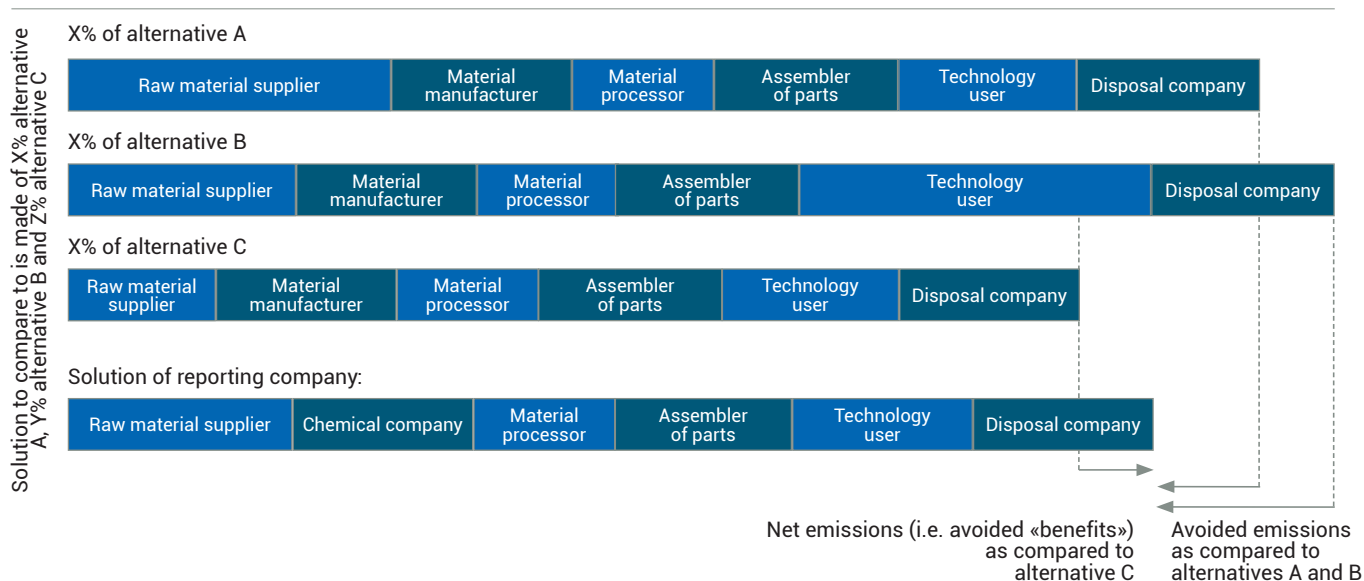 Solution to compare to is made of X% alternative
A, Y% alternative B and Z% alternative C
X% of alternative A
Raw material supplier
Material
manufacturer
Material
processor
Assembler
of parts
Technology
user
Disposal company
X% of alternative B
Raw material supplier
Material
manufacturer
Material
processor
Assembler
of parts
Technology
user
Disposal company
X% of alternative C
Raw material
supplier
Material
manufacturer
Material
processor
Assembler
of parts
Technology
user
Disposal company
Solution of reporting company:
Raw material supplier
Chemical company
Material
processor
Assembler
of parts
Technology
user
Disposal company
Net emissions (i.e. avoided «benefits»)
as compared to
alternative C
Avoided emissions
as compared to
alternatives A and B